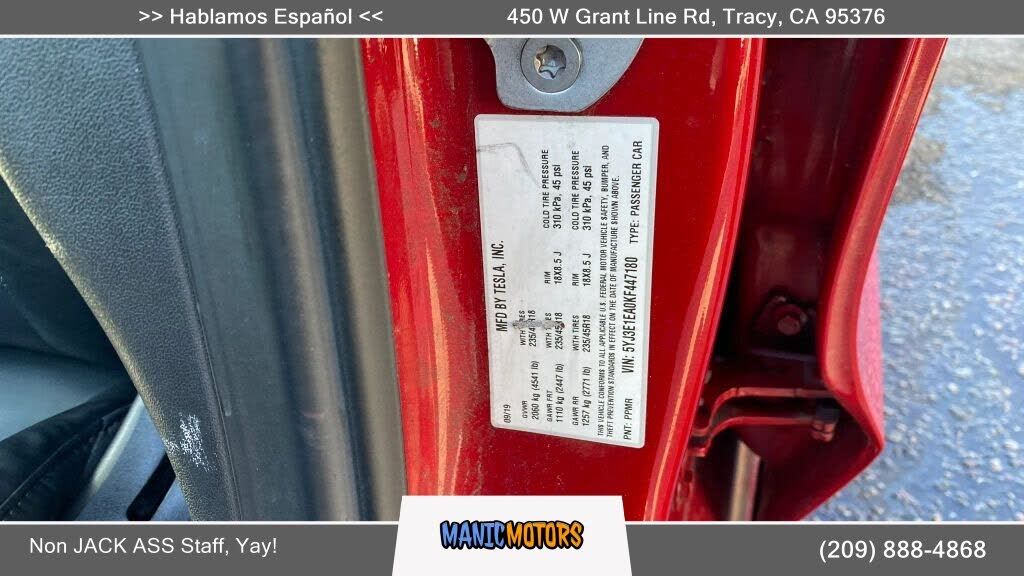 >> Hablamos Español <<
450 W Grant Line Rd, Tracy, CA 95376
MFD BY TESLA, INC.
09/19
GVWR
2060 kg (4541 lb)
WITH TIRES
235/45R18
RIM
18X8.5 J
COLD TIRE PRESSURE
310 kPa, 45 psi
GAWR FRT
1110 kg (2447 lb)
WITH TIRES
235/45R18
RIM
18X8.5 J
COLD TIRE PRESSURE
310 kPa, 45 psi
GAWR RR
1257 kg (2771 lb)
THIS VEHICLE CONFORMS TO ALL APPLICABLE U.S. FEDERAL MOTOR VEHICLE SAFETY, BUMPER, AND
THEFT PREVENTION STANDARDS IN EFFECT ON THE DATE OF MANUFACTURE SHOWN ABOVE.
VIN: 5YJ3E1EA0KF447180
PNT: PPMR
TYPE: PASSENGER CAR
Non JACK ASS Staff, Yay!
MANICMOTORS
(209) 888-4868